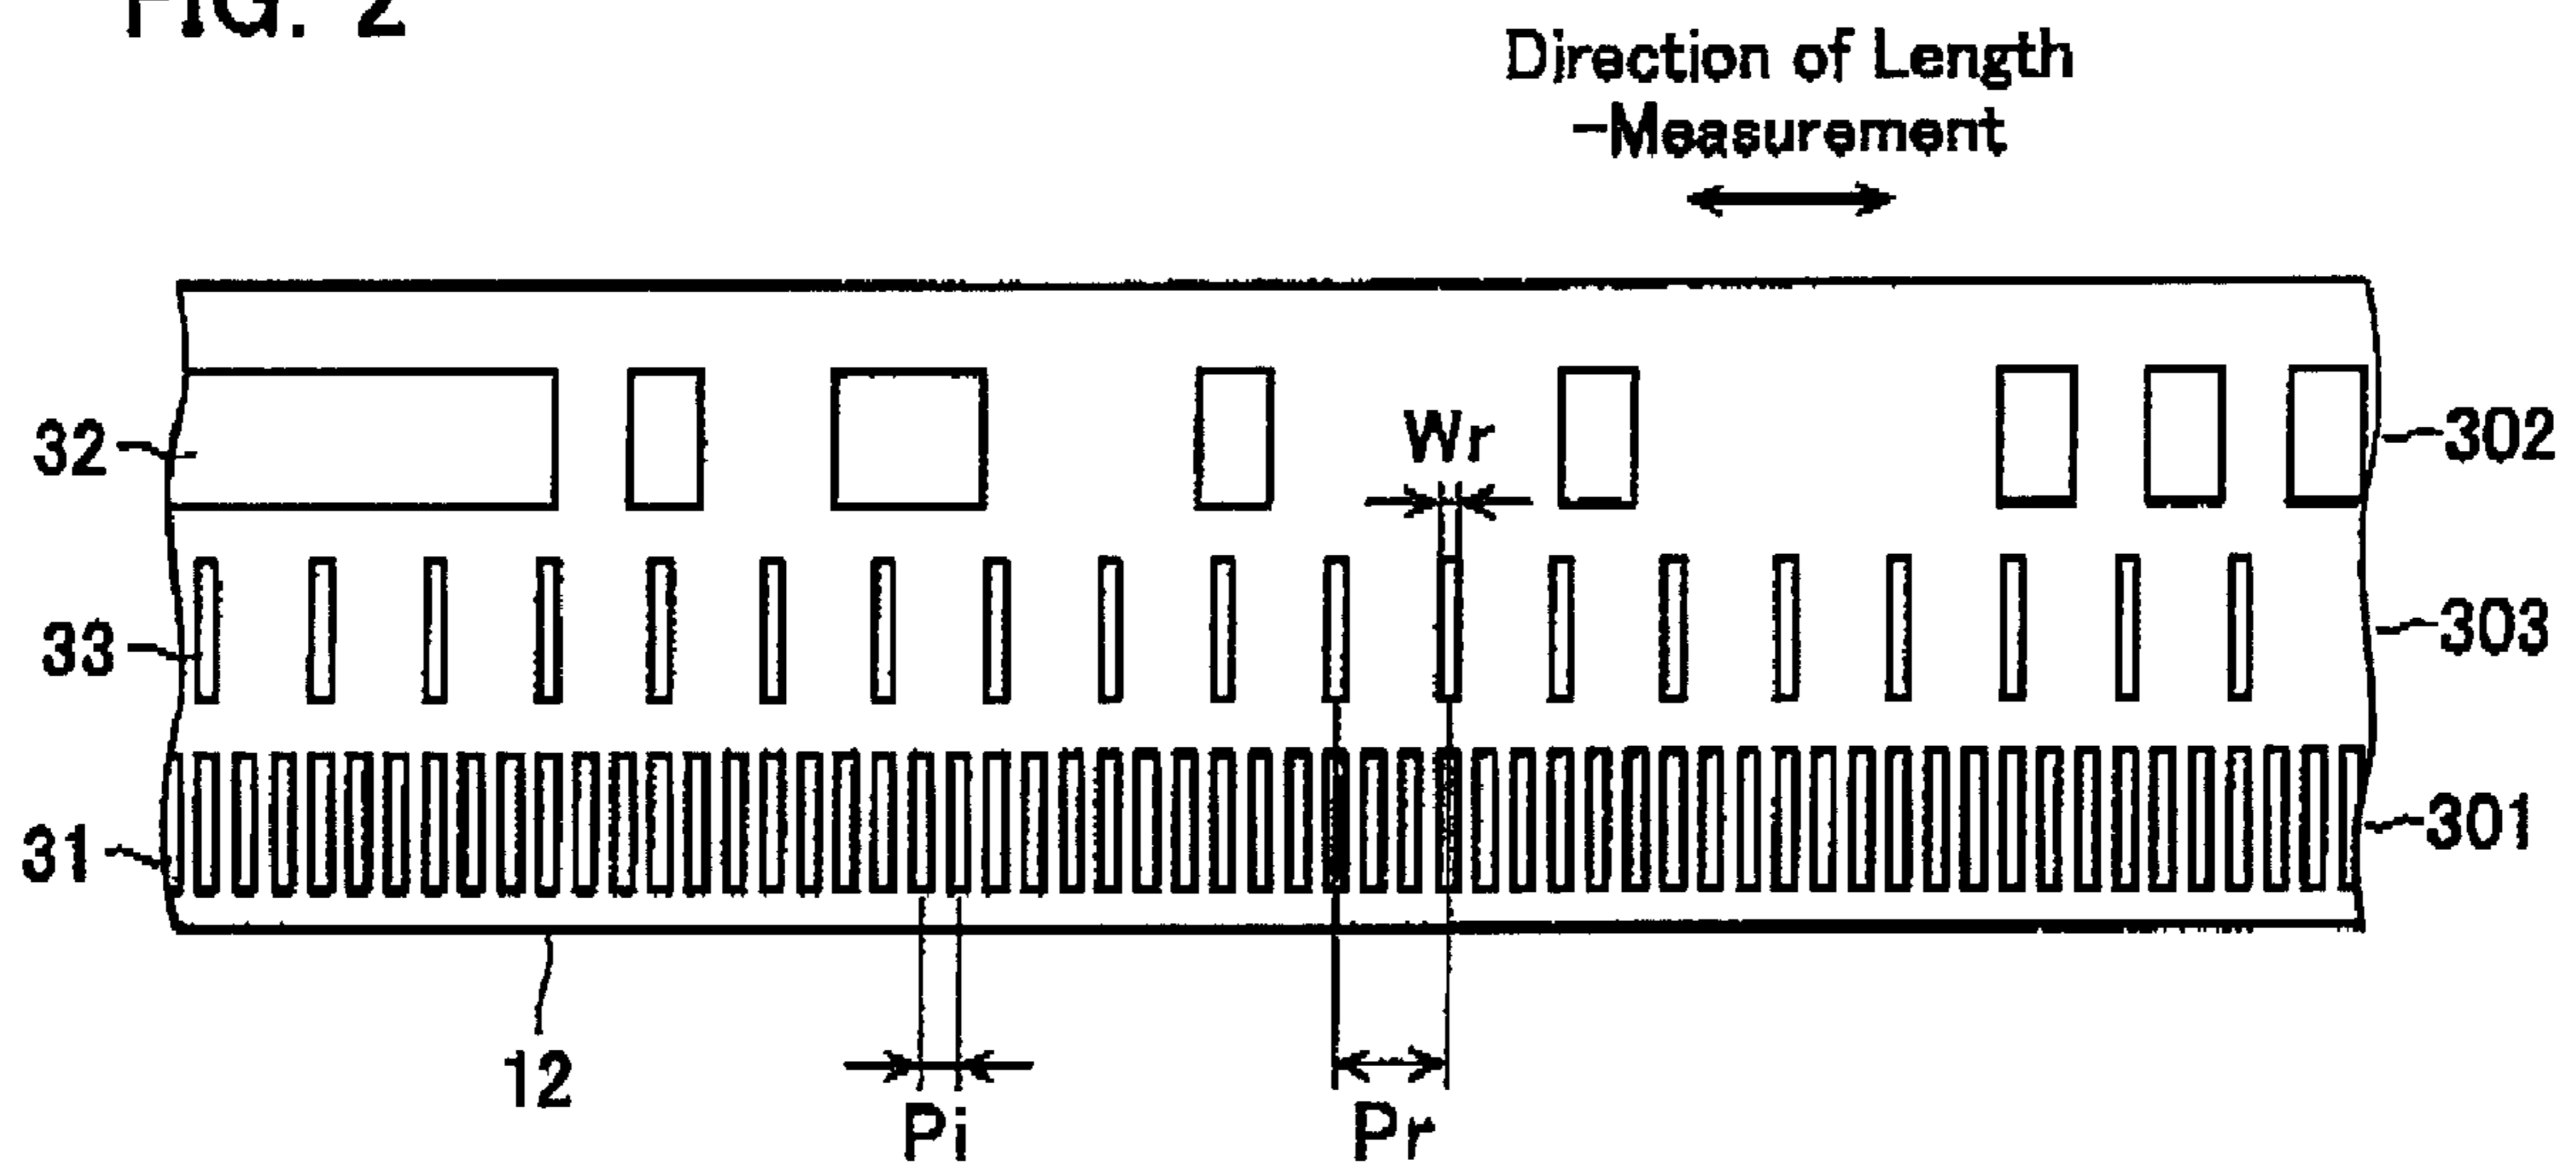 FIG. 2
Direction of Length
-Measurement
32
302
Wr
33
303
31
301
12
Pi
Pr